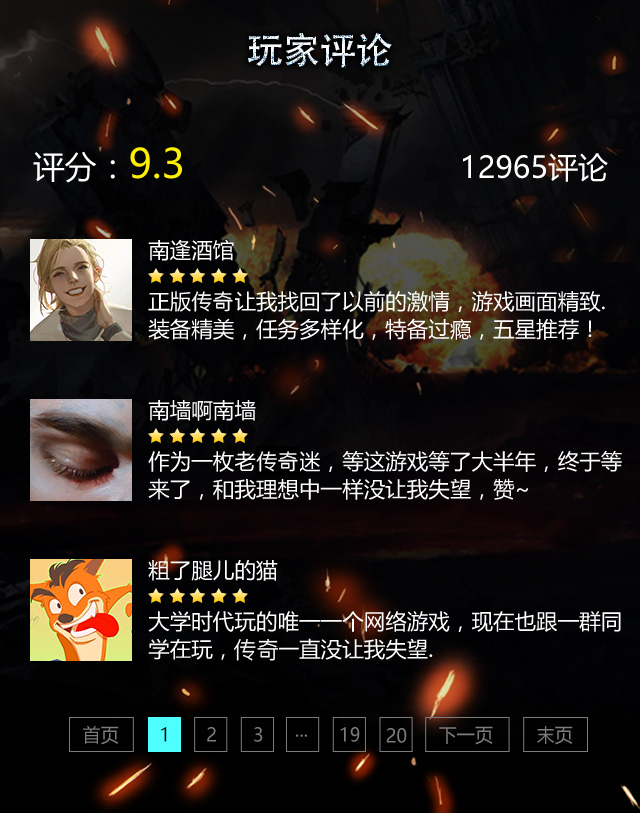 玩家评论
评分：9.3
12965评论
南逢酒馆
正版传奇让我找回了以前的激情，游戏画面精致.
装备精美，任务多样化，特备过瘾，五星推荐！
南墙啊南墙
作为一枚老传奇迷，等这游戏等了大半年，终于等
来了，和我理想中一样没让我失望，赞~
粗了腿儿的猫
大学时代玩的唯一一个网络游戏，现在也跟一群同
学在玩，传奇一直没让我失望.
首页 1 2 3 ... 19 20 下一页 末页